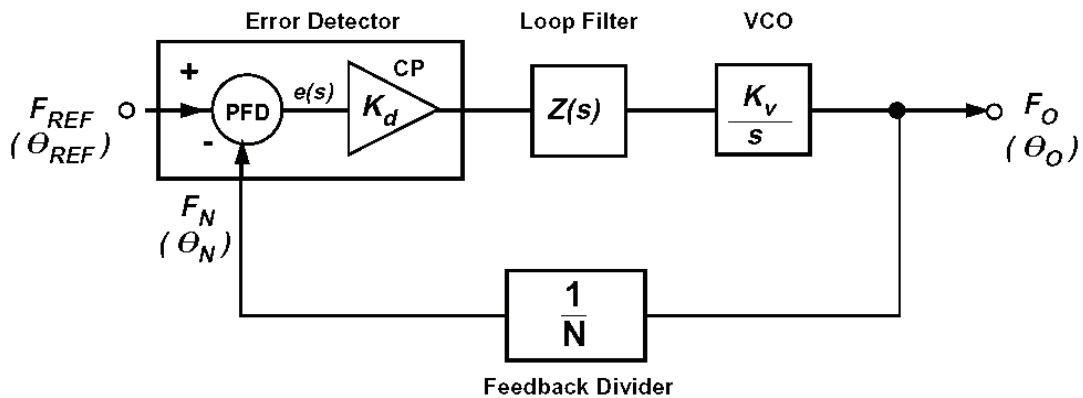 Error Detector
Loop Filter
VCO
+
CP
e(s)
PFD
K_d
Z(s)
K_v
s
F_REF
(Θ_REF)
-
F_O
(Θ_O)
F_N
(Θ_N)
1
N
Feedback Divider